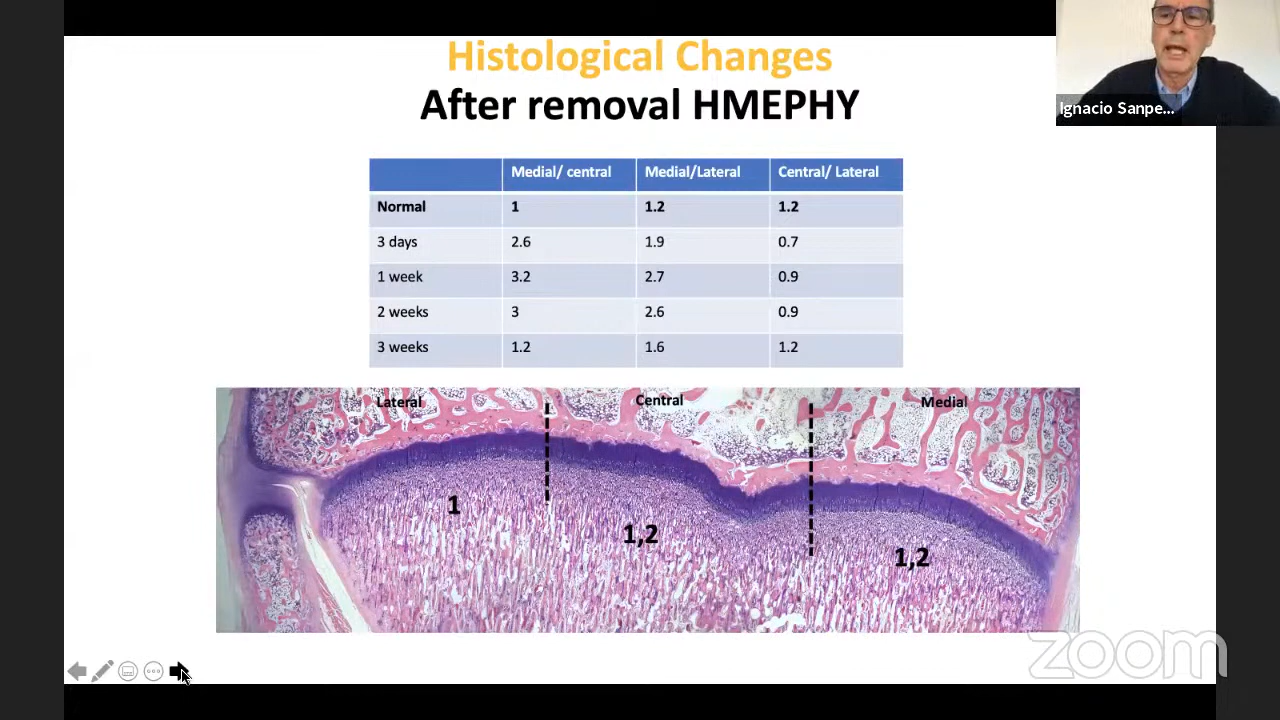 Histological Changes
After removal HMEPHY
Ignacio Sanpe...
Medial/ central Medial/Lateral Central/ Lateral
Normal 1 1.2 1.2
3 days 2.6 1.9 0.7
1 week 3.2 2.7 0.9
2 weeks 3 2.6 0.9
3 weeks 1.2 1.6 1.2
Lateral Central Medial
1 1,2 1,2
zoom